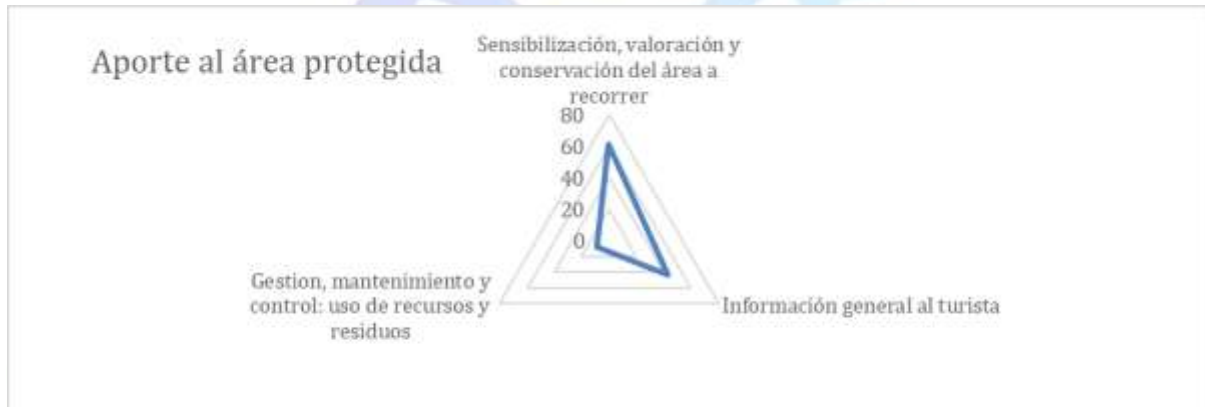 Aporte al área protegida
Sensibilización, valoración y
conservación del área a
recorrer
80
60
40
20
0
Gestion, mantenimiento y
control: uso de recursos y
residuos
Información general al turista